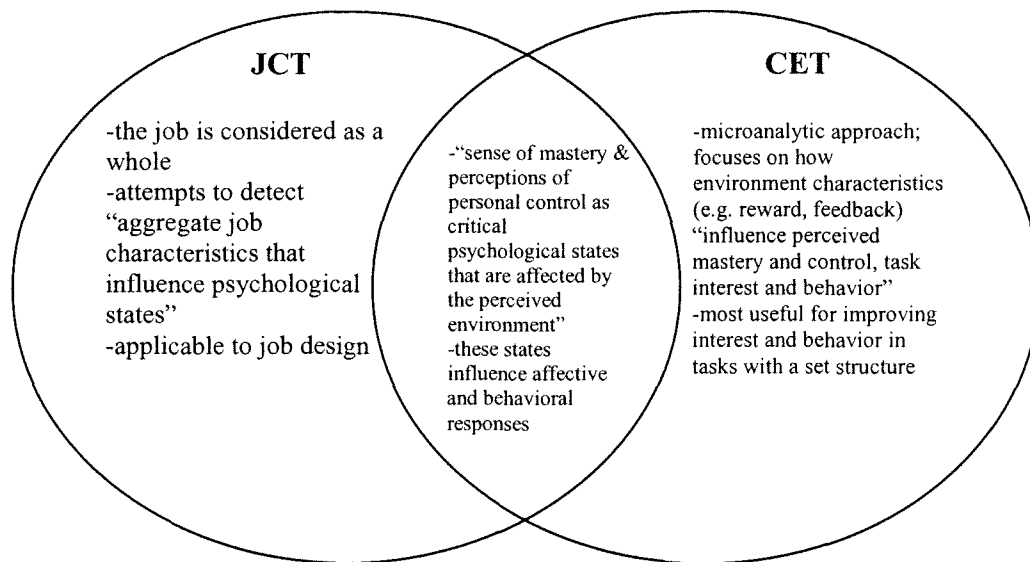 JCT
-the job is considered as a
whole
-attempts to detect
“aggregate job
characteristics that
influence psychological
states”
-applicable to job design
-“sense of mastery &
perceptions of
personal control as
critical
psychological states
that are affected by
the perceived
environment”
-these states
influence affective
and behavioral
responses
CET
-microanalytic approach;
focuses on how
environment characteristics
(e.g. reward, feedback)
“influence perceived
mastery and control, task
interest and behavior”
-most useful for improving
interest and behavior in
tasks with a set structure